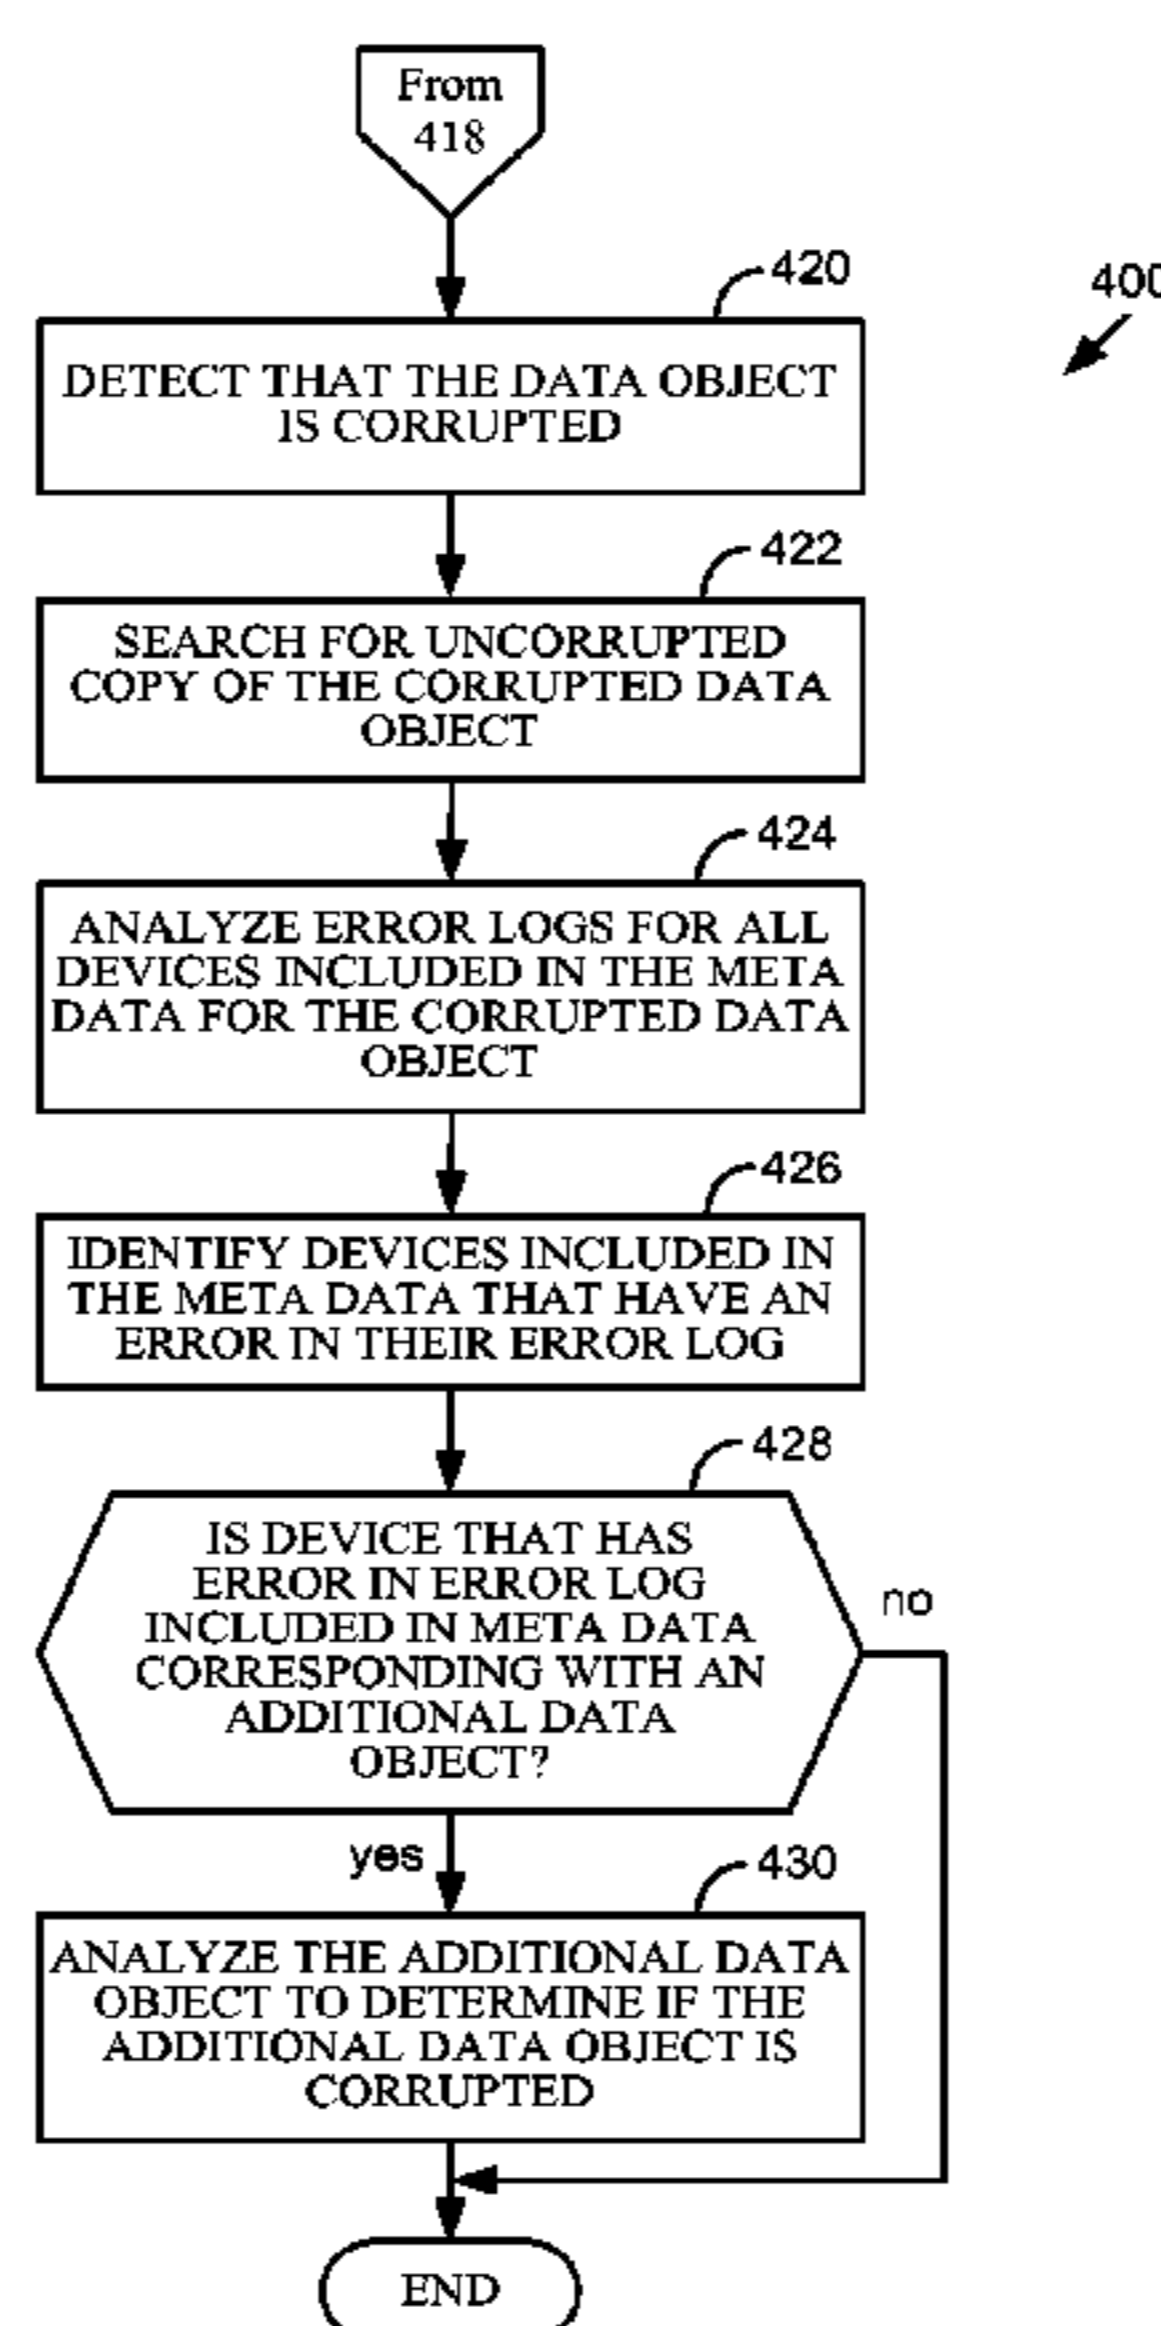 From
418
420
400
DETECT THAT THE DATA OBJECT
IS CORRUPTED
422
SEARCH FOR UNCORRUPTED
COPY OF THE CORRUPTED DATA
OBJECT
424
ANALYZE ERROR LOGS FOR ALL
DEVICES INCLUDED IN THE META
DATA FOR THE CORRUPTED DATA
OBJECT
426
IDENTIFY DEVICES INCLUDED IN
THE META DATA THAT HAVE AN
ERROR IN THEIR ERROR LOG
428
IS DEVICE THAT HAS
ERROR IN ERROR LOG
INCLUDED IN META DATA
CORRESPONDING WITH AN
ADDITIONAL DATA
OBJECT?
no
yes
430
ANALYZE THE ADDITIONAL DATA
OBJECT TO DETERMINE IF THE
ADDITIONAL DATA OBJECT IS
CORRUPTED
END